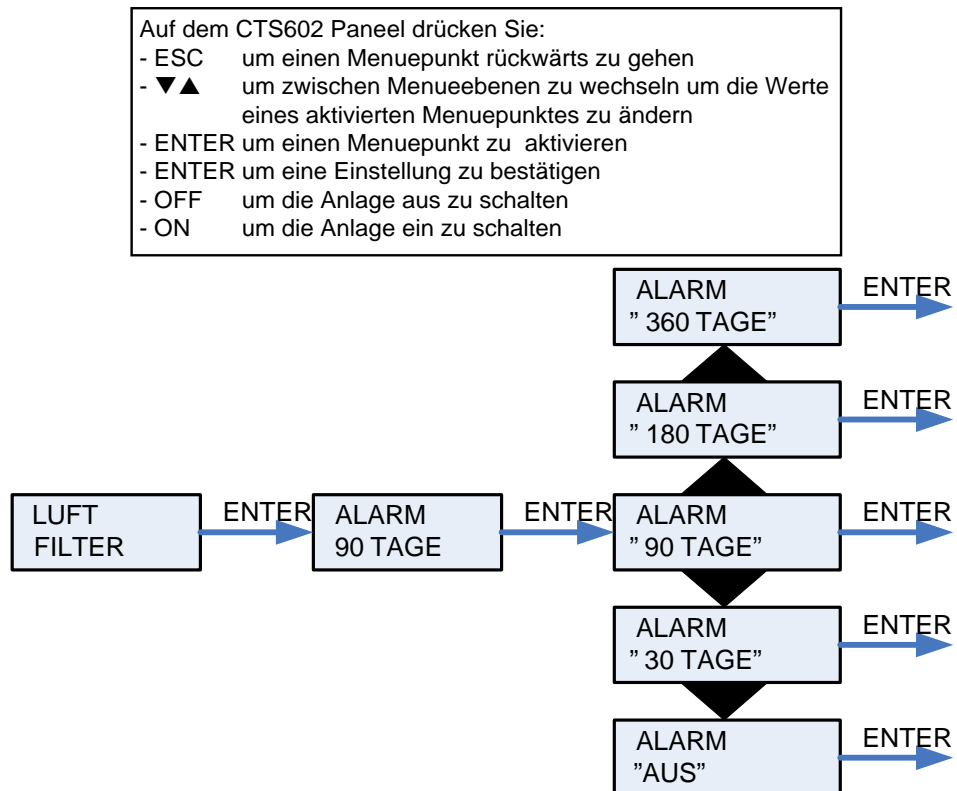 Auf dem CTS602 Paneel drücken Sie:
- ESC um einen Menuepunkt rückwärts zu gehen
- ▼▲ um zwischen Menueebenen zu wechseln um die Werte
eines aktivierten Menuepunktes zu ändern
- ENTER um einen Menuepunkt zu aktivieren
- ENTER um eine Einstellung zu bestätigen
- OFF um die Anlage aus zu schalten
- ON um die Anlage ein zu schalten
ALARM
” 360 TAGE”
ENTER
ALARM
” 180 TAGE”
ENTER
LUFT
FILTER
ENTER
ALARM
90 TAGE
ENTER
ALARM
” 90 TAGE”
ENTER
ALARM
” 30 TAGE”
ENTER
ALARM
”AUS”
ENTER